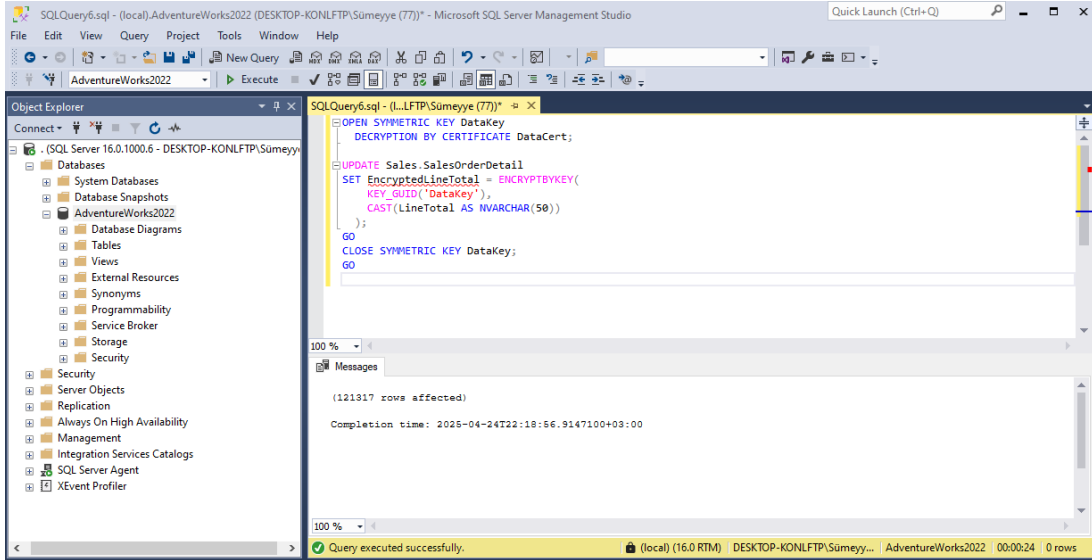 SQLQuery6.sql - (local).AdventureWorks2022 (DESKTOP-KONLFTP\Sümeyye (77))* - Microsoft SQL Server Management Studio
Quick Launch (Ctrl+Q)
File Edit View Query Project Tools Window Help
New Query MDX DMX XMLA DAX
AdventureWorks2022 Execute
Object Explorer
Connect
. (SQL Server 16.0.1000.6 - DESKTOP-KONLFTP\Sümeyy
Databases
System Databases
Database Snapshots
AdventureWorks2022
Database Diagrams
Tables
Views
External Resources
Synonyms
Programmability
Service Broker
Storage
Security
Security
Server Objects
Replication
Always On High Availability
Management
Integration Services Catalogs
SQL Server Agent
XEvent Profiler
SQLQuery6.sql - (l...LFTP\Sümeyye (77))*
OPEN SYMMETRIC KEY DataKey
DECRYPTION BY CERTIFICATE DataCert;
UPDATE Sales.SalesOrderDetail
SET EncryptedLineTotal = ENCRYPTBYKEY(
KEY_GUID('DataKey'),
CAST(LineTotal AS NVARCHAR(50))
);
GO
CLOSE SYMMETRIC KEY DataKey;
GO
100 %
Messages
(121317 rows affected)
Completion time: 2025-04-24T22:18:56.9147100+03:00
100 %
Query executed successfully. (local) (16.0 RTM) DESKTOP-KONLFTP\Sümeyy... AdventureWorks2022 00:00:24 0 rows